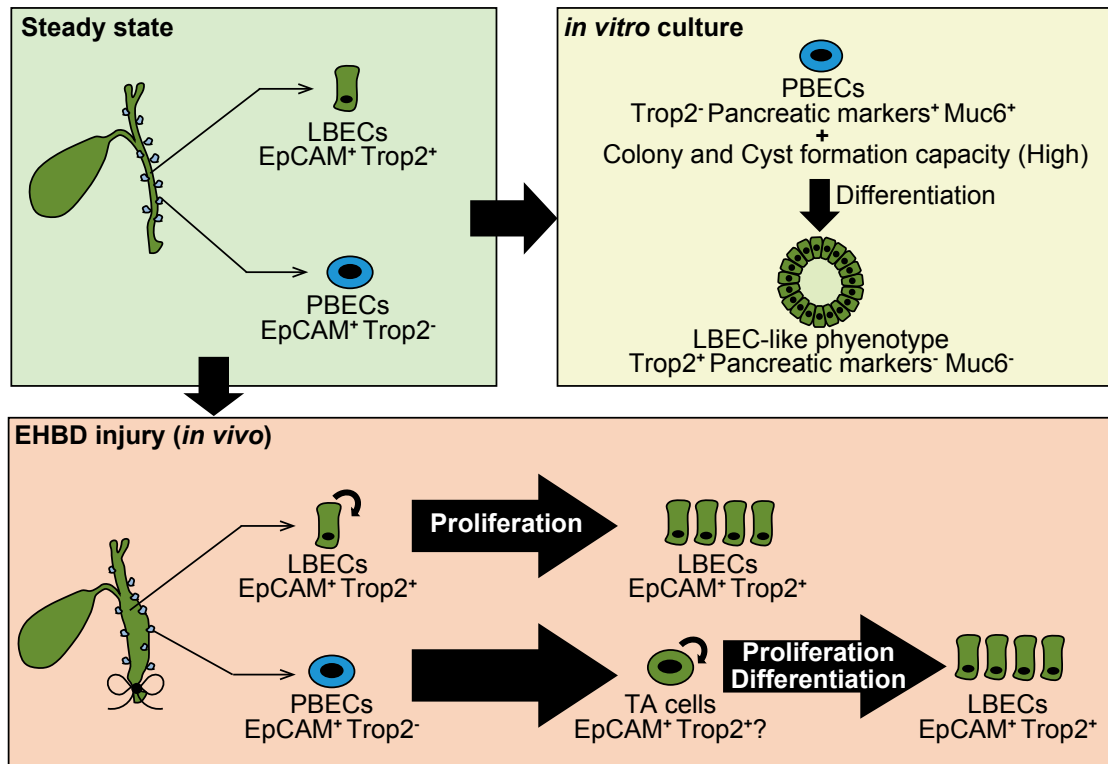 Steady state
LBECs
EpCAM⁺ Trop2⁺
PBECs
EpCAM⁺ Trop2⁻
in vitro culture
PBECs
Trop2⁻ Pancreatic markers⁺ Muc6⁺
+
Colony and Cyst formation capacity (High)
Differentiation
LBEC-like phyenotype
Trop2⁺ Pancreatic markers⁻ Muc6⁻
EHBD injury (in vivo)
LBECs
EpCAM⁺ Trop2⁺
Proliferation
LBECs
EpCAM⁺ Trop2⁺
PBECs
EpCAM⁺ Trop2⁻
TA cells
EpCAM⁺ Trop2⁺?
Proliferation
Differentiation
LBECs
EpCAM⁺ Trop2⁺